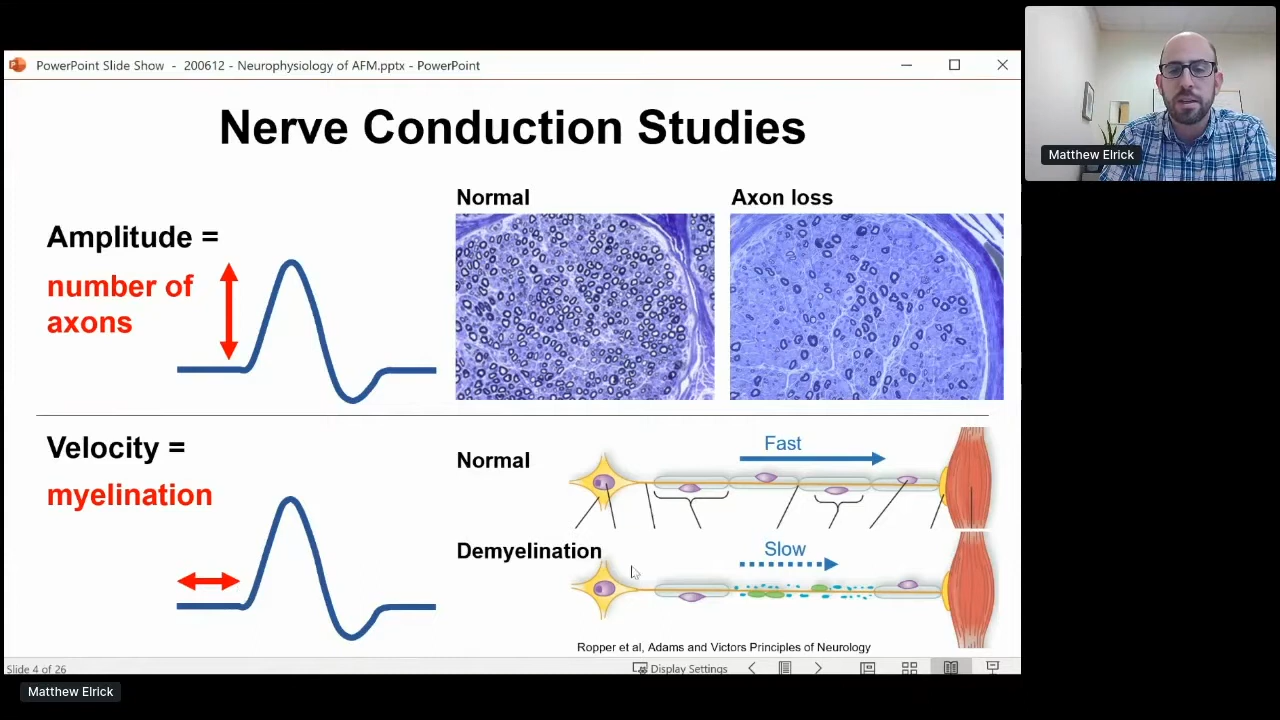 PowerPoint Slide Show - 200612 - Neurophysiology of AFM.pptx - PowerPoint
Matthew Elrick
Nerve Conduction Studies
Normal
Axon loss
Amplitude =
number of
axons
Velocity =
myelination
Normal
Fast
Demyelination
Slow
Ropper et al, Adams and Victors Principles of Neurology
Slide 4 of 26
Display Settings
Matthew Elrick